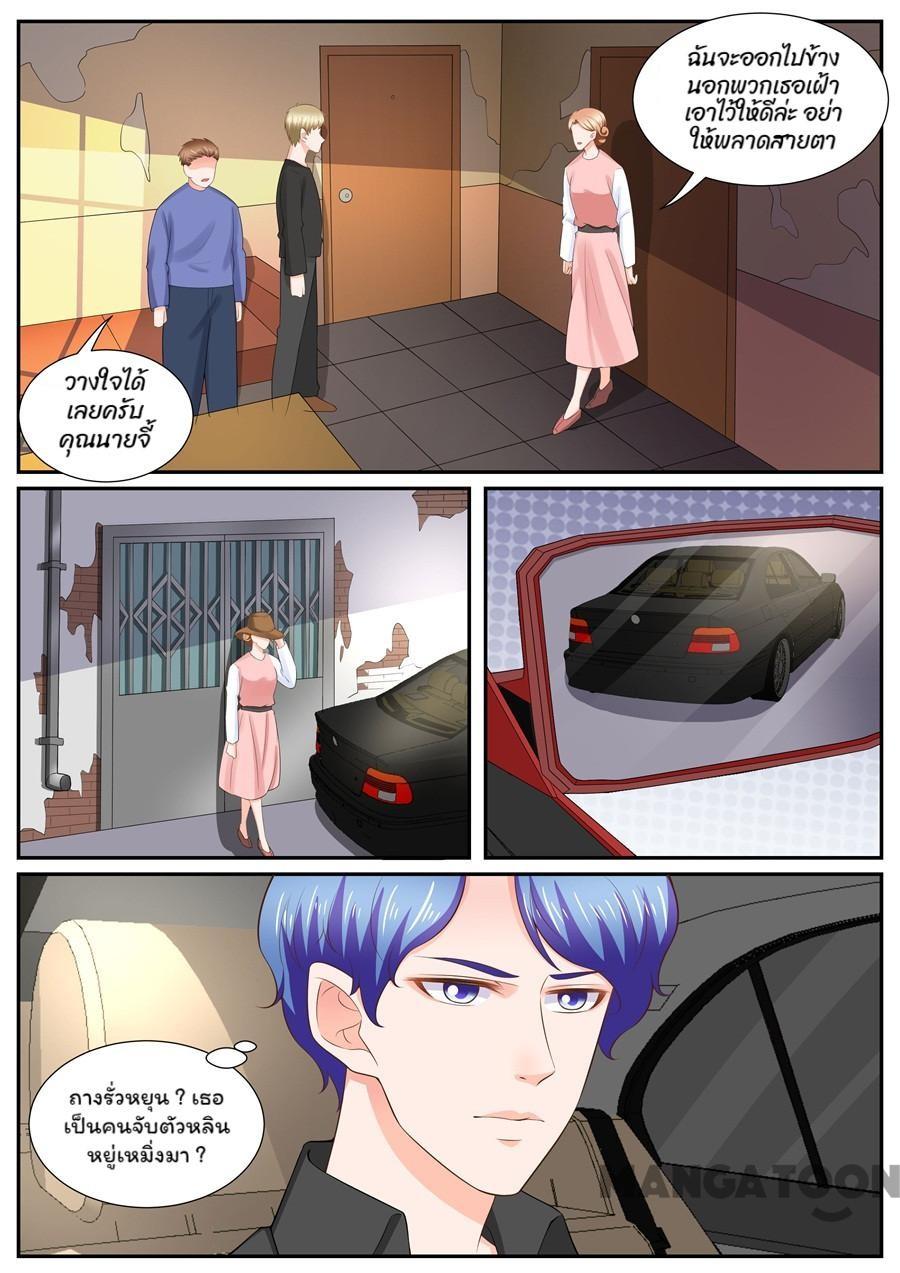 ฉันจะออกไปข้าง
นอกพวกเธอเฝ้า
เอาไว้ให้ดีล่ะ อย่า
ให้พลาดสายตา
วางใจได้
เลยครับ
คุณนายจี้
ถางรั่วหยุน ? เธอ
เป็นคนจับตัวหลิน
หยู่เหมิ่งมา ?
MANGATOON